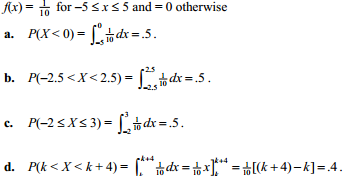 f(x) = 1/10 for –5 ≤ x ≤ 5 and = 0 otherwise
a. P(X < 0) = ∫_{-5}^{0} 1/10 dx = .5.
b. P(–2.5 < X < 2.5) = ∫_{-2.5}^{2.5} 1/10 dx = .5.
c. P(–2 ≤ X ≤ 3) = ∫_{-2}^{3} 1/10 dx = .5.
d. P(k < X < k + 4) = ∫_{k}^{k+4} 1/10 dx = 1/10 x]_{k}^{k+4} = 1/10[(k + 4) – k] = .4.